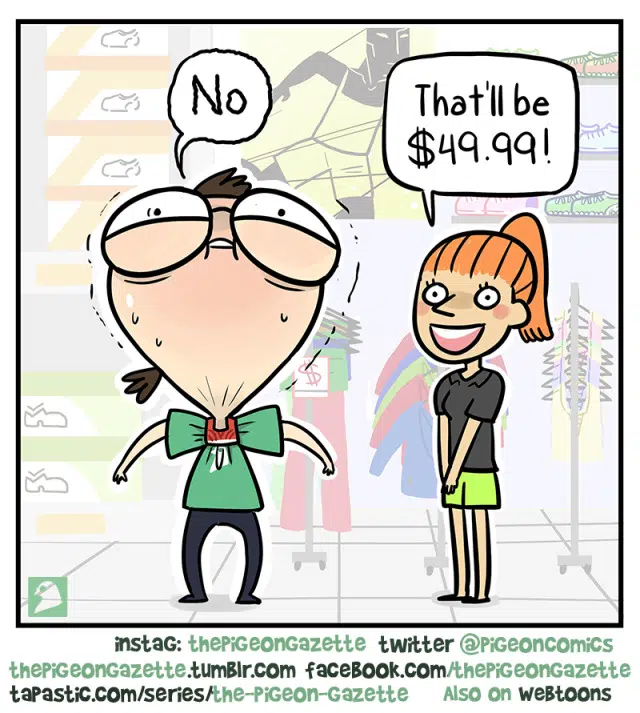 No
That'll be
$49.99!
$
instag: thepigeongazette twitter @pigeoncomics
thepigeongazette.tumblr.com facebook.com/thepigeongazette
tapastic.com/series/the-pigeon-gazette Also on webtoons